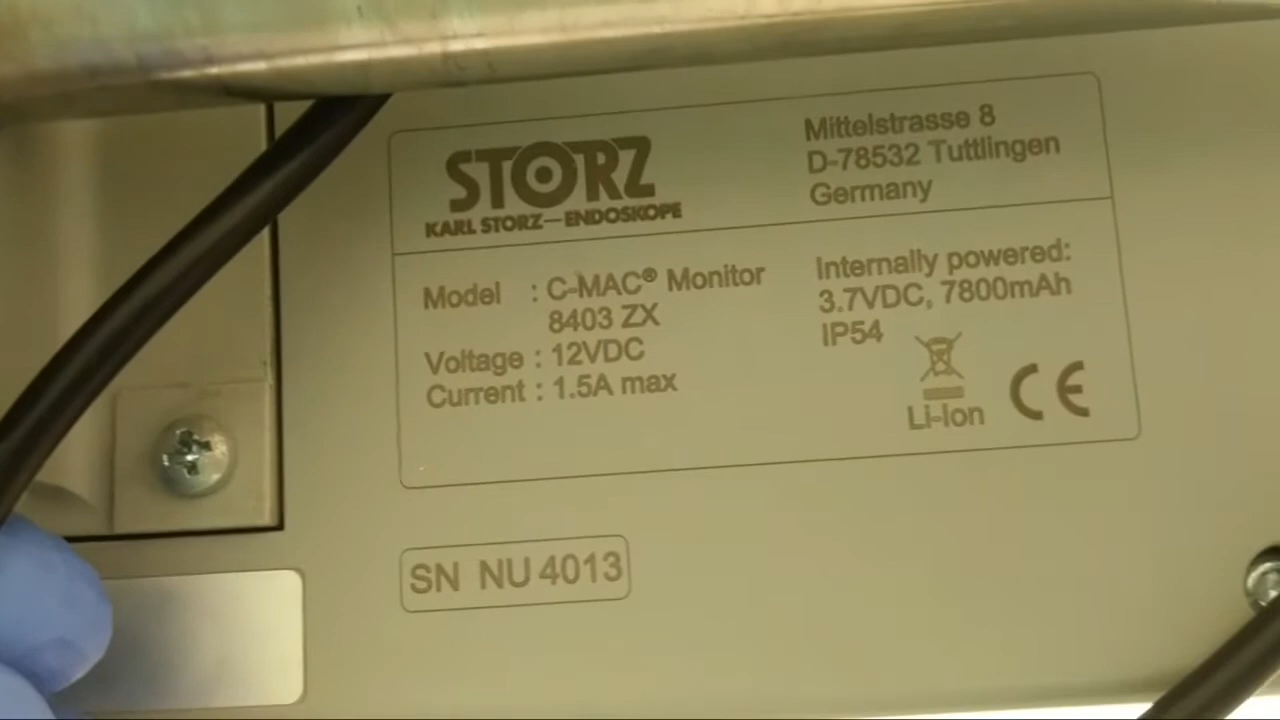 STORZ
KARL STORZ—ENDOSKOPE
Mittelstrasse 8
D-78532 Tuttlingen
Germany
Model : C-MAC® Monitor
8403 ZX
Voltage : 12VDC
Current : 1.5A max
Internally powered:
3.7VDC, 7800mAh
IP54
Li-Ion
CE
SN NU 4013